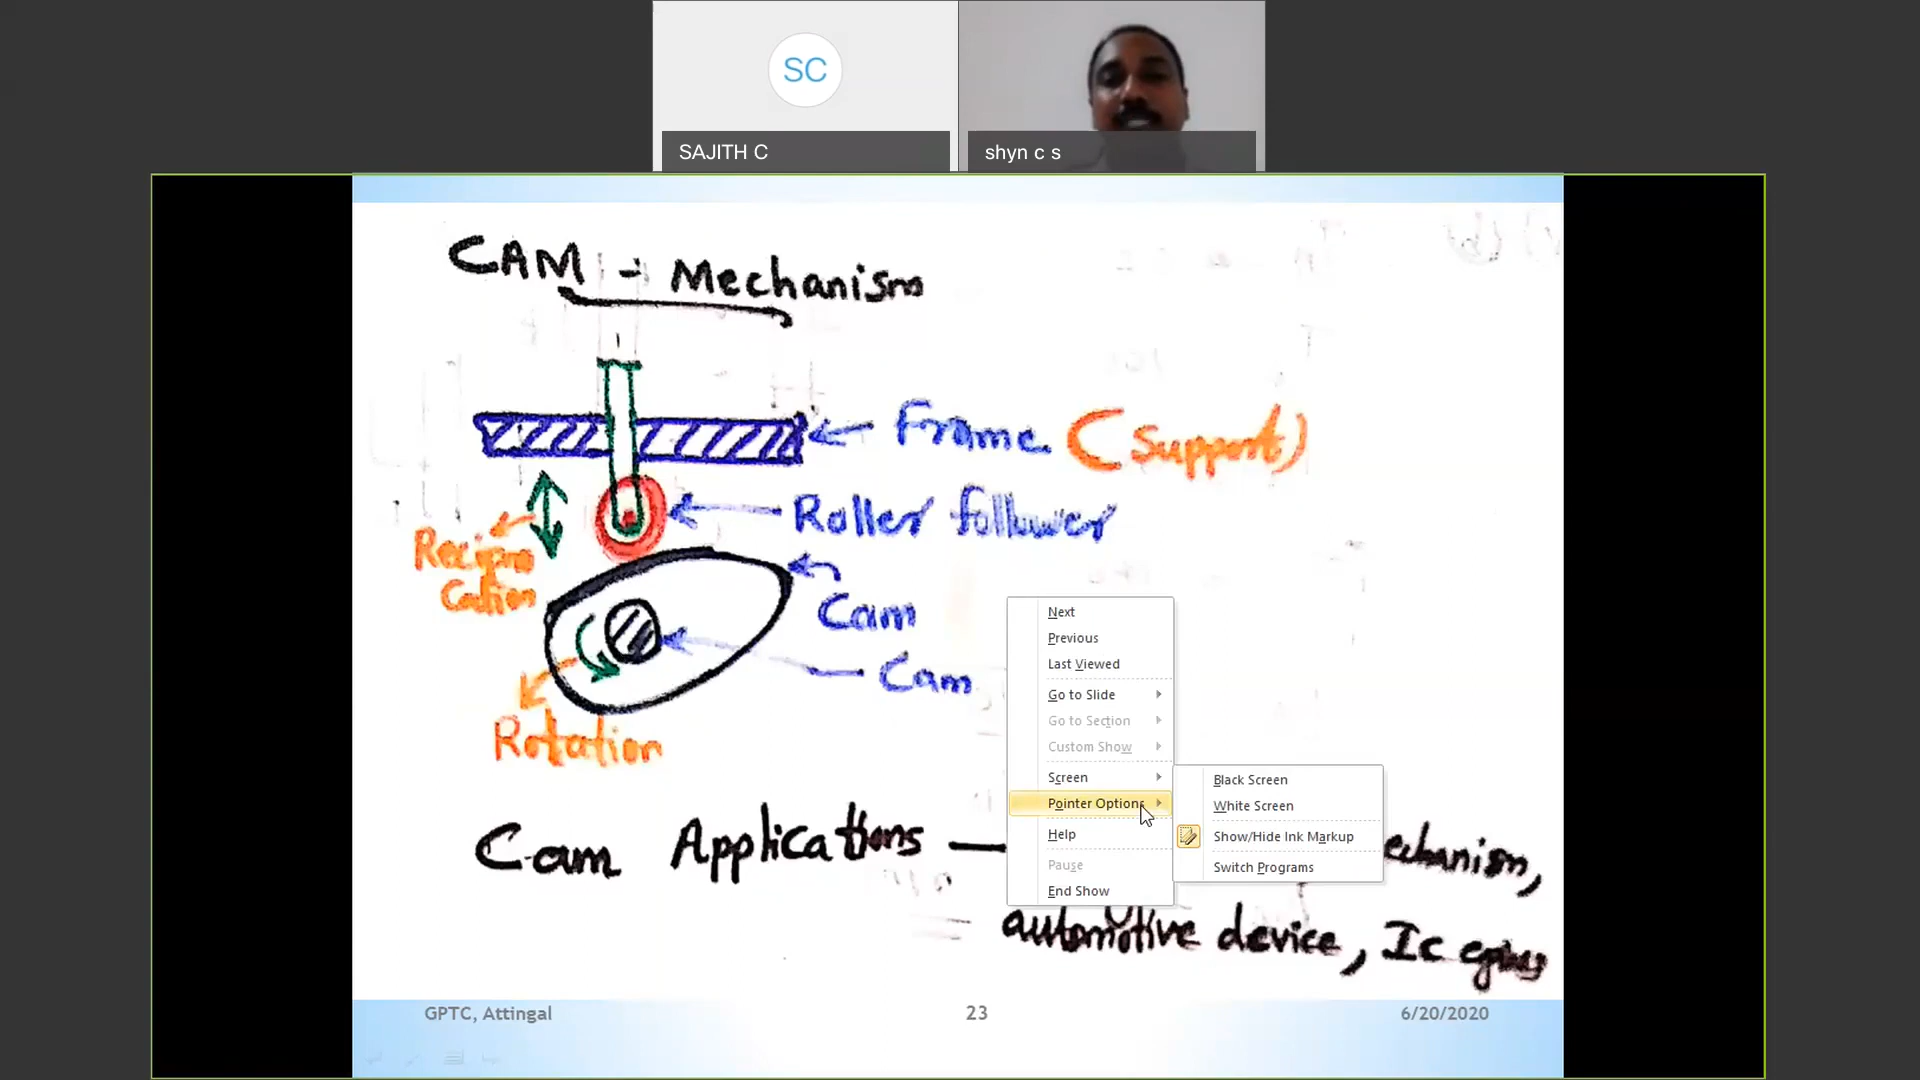 SC
SAJITH C
shyn c s
CAM - Mechanism
Frame (Support)
Roller follower
Recipro
Cation
Cam
Cam
Rotation
Cam Applications —
automotive device, Ic
Next
Previous
Last Viewed
Go to Slide
Go to Section
Custom Show
Screen
Pointer Options
Help
Pause
End Show
Black Screen
White Screen
Show/Hide Ink Markup
Switch Programs
GPTC, Attingal
23
6/20/2020